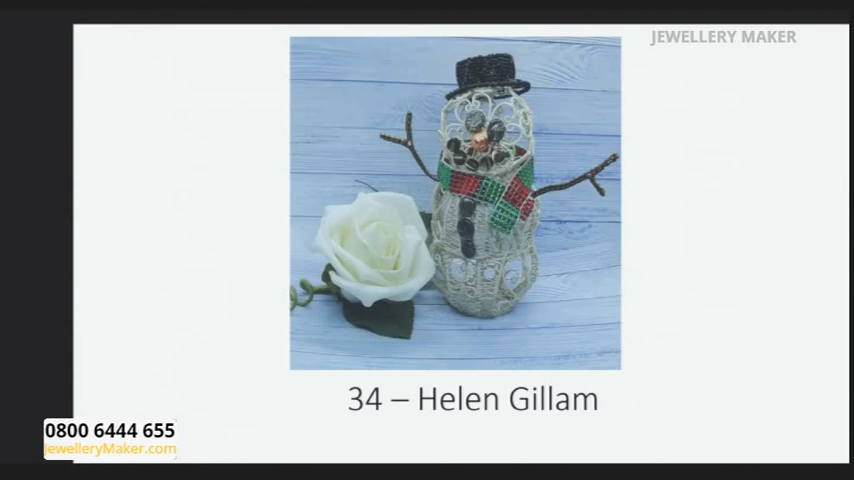 JEWELLERY MAKER
34 – Helen Gillam
0800 6444 655
JewelleryMaker.com